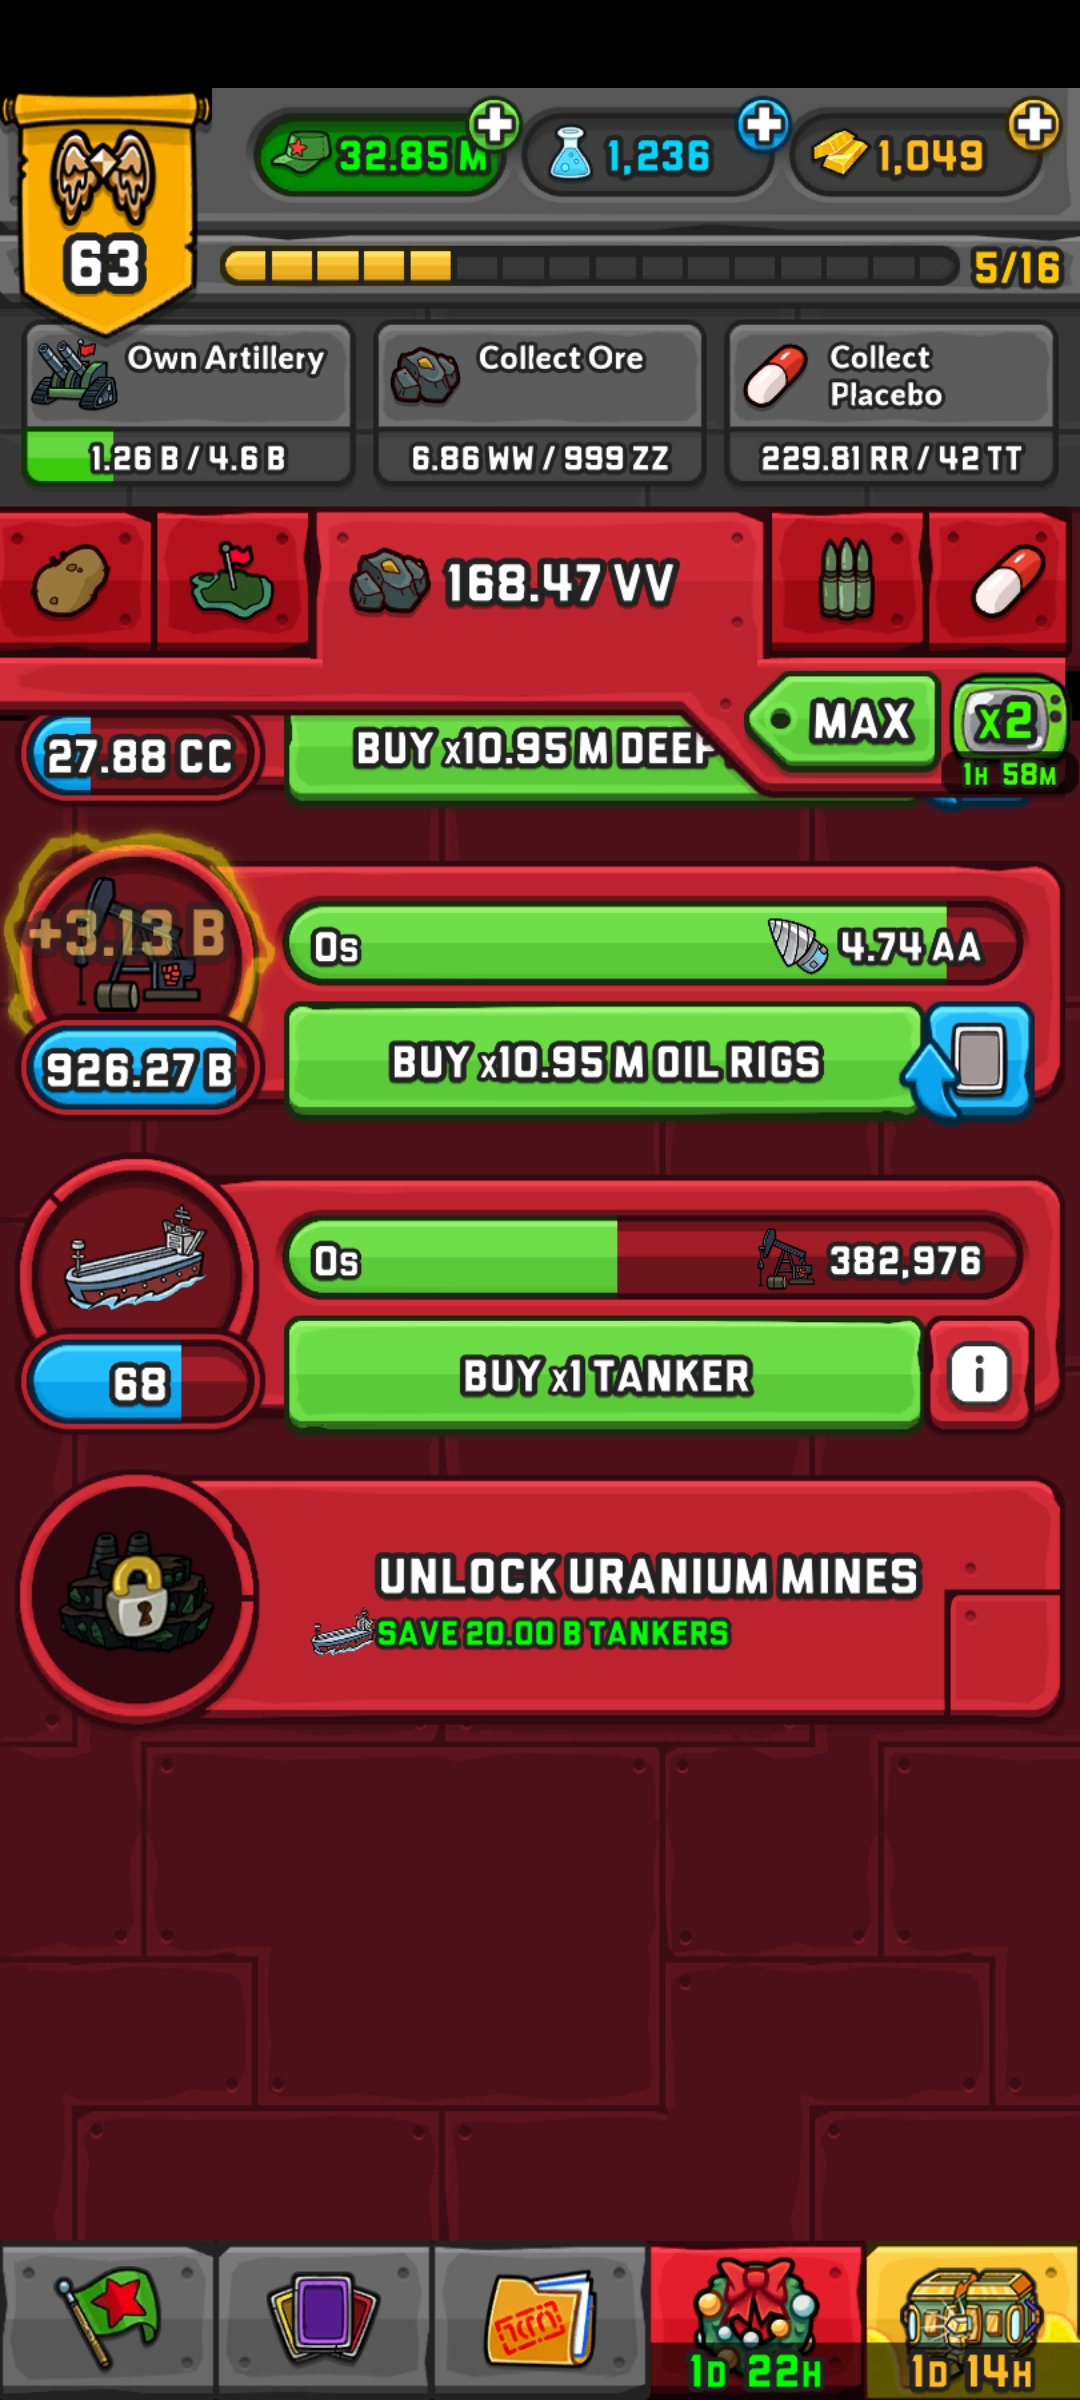 32.85 M
1,236
1,049
63
5/16
Own Artillery
1.26 B / 4.6 B
Collect Ore
6.86 WW / 999 ZZ
Collect
Placebo
229.81 RR / 42 TT
168.47 VV
MAX
x2
1H 58M
27.88 CC
BUY x10.95 M DEEP
+3.13 B
0s
4.74 AA
926.27 B
BUY x10.95 M OIL RIGS
0s
382,976
68
BUY x1 TANKER
i
UNLOCK URANIUM MINES
SAVE 20.00 B TANKERS
1D 22H
1D 14H